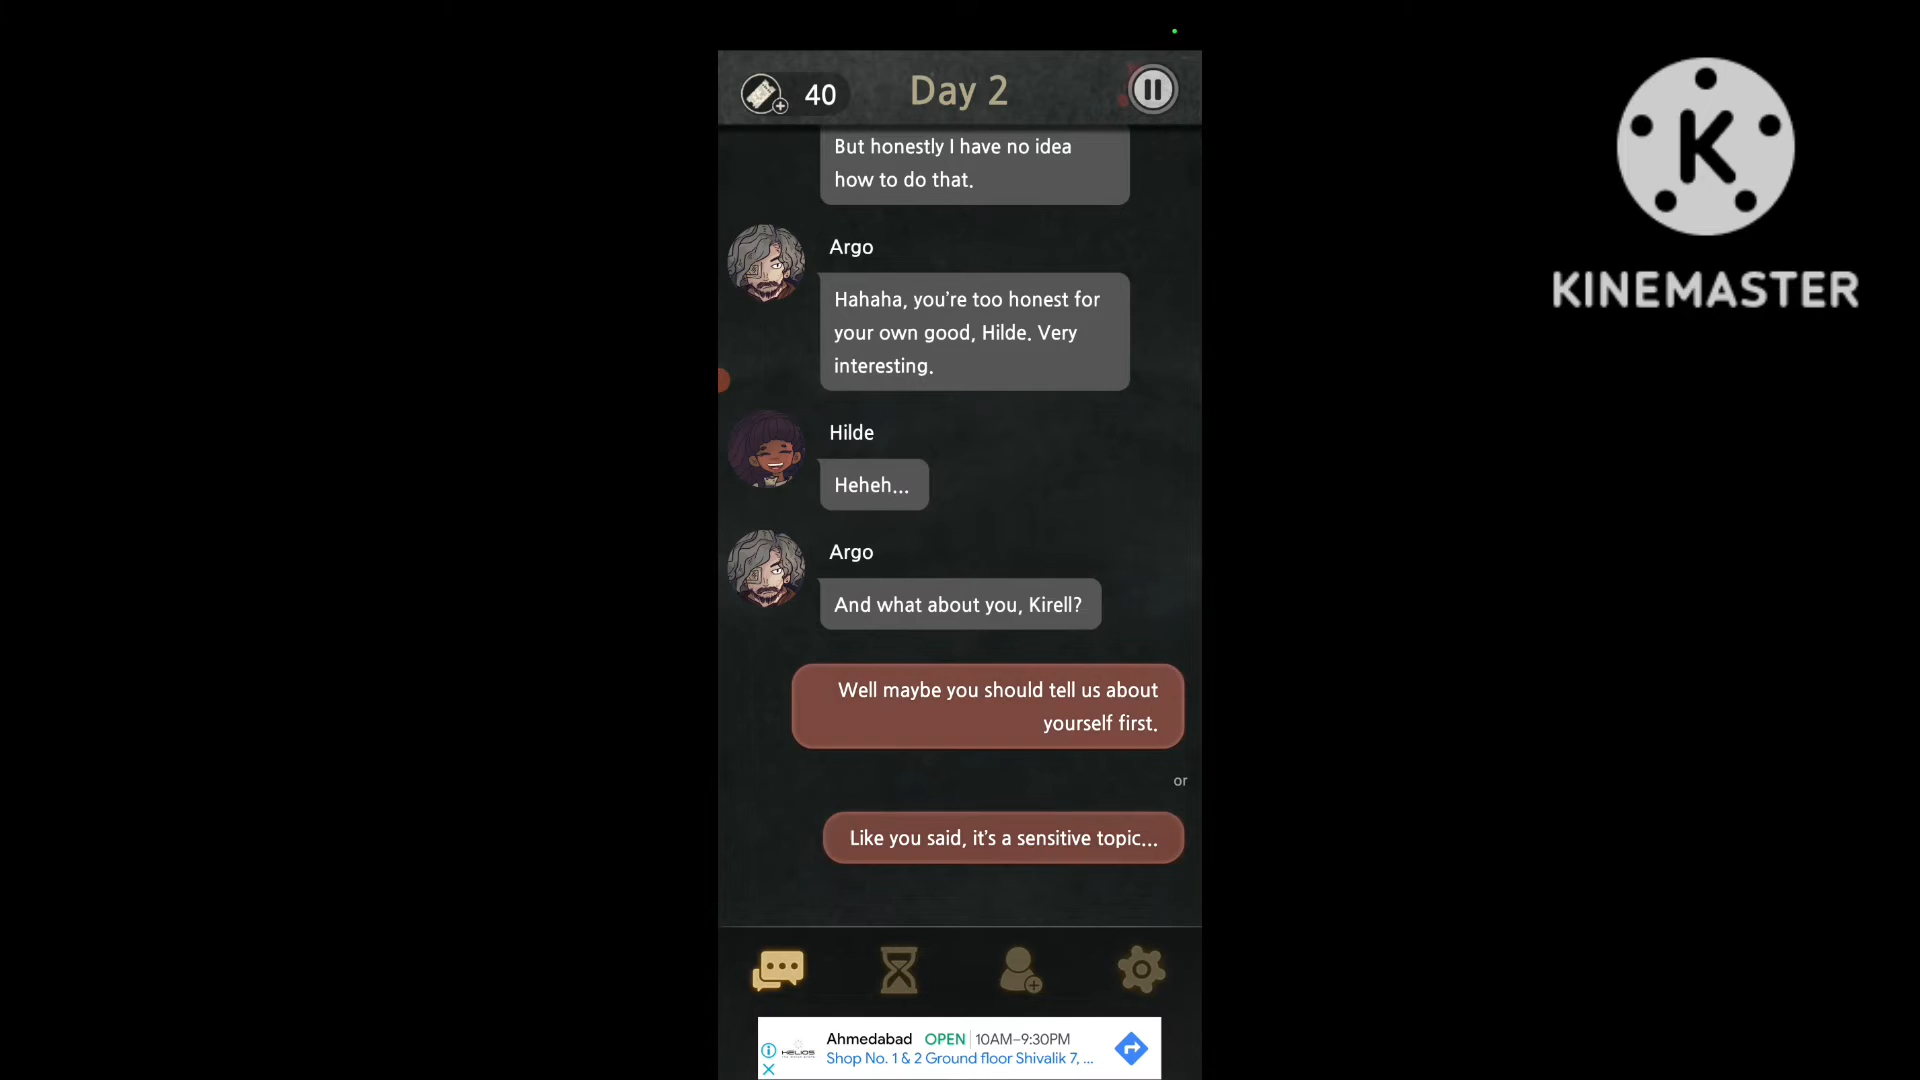 40
Day 2
But honestly I have no idea
how to do that.
Argo
Hahaha, you're too honest for
your own good, Hilde. Very
interesting.
Hilde
Heheh...
Argo
And what about you, Kirell?
Well maybe you should tell us about
yourself first.
or
Like you said, it's a sensitive topic...
HELIOS
Ahmedabad OPEN 10AM–9:30PM
Shop No. 1 & 2 Ground floor Shivalik 7, ...
K
KINEMASTER